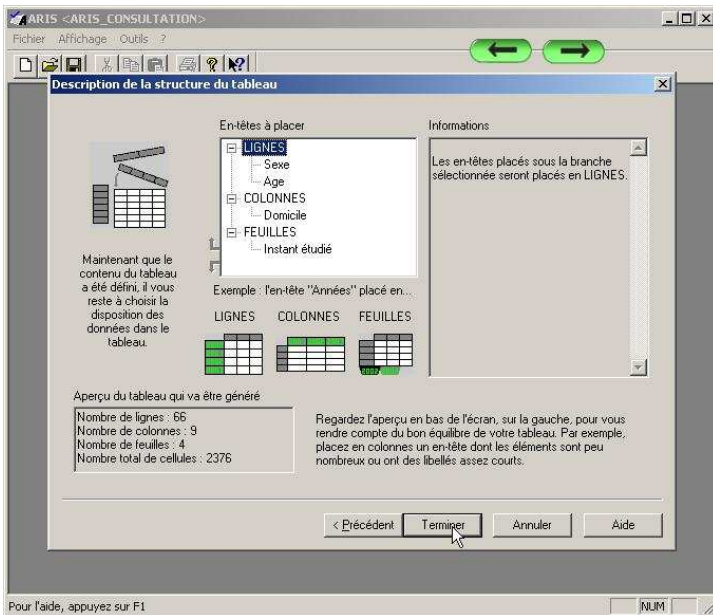 ARIS <ARIS_CONSULTATION>
Fichier Affichage Outils ?
Description de la structure du tableau
En-têtes à placer
Informations
LIGNES
Sexe
Age
COLONNES
Domicile
FEUILLES
Instant étudié
Les en-têtes placés sous la branche
sélectionnée seront placés en LIGNES.
Maintenant que le
contenu du tableau
a été défini, il vous
reste à choisir la
disposition des
données dans le
tableau.
Exemple : l'en-tête "Années" placé en...
LIGNES COLONNES FEUILLES
2002
Aperçu du tableau qui va être généré
Nombre de lignes : 66
Nombre de colonnes : 9
Nombre de feuilles : 4
Nombre total de cellules : 2376
Regardez l'aperçu en bas de l'écran, sur la gauche, pour vous
rendre compte du bon équilibre de votre tableau. Par exemple,
placez en colonnes un en-tête dont les éléments sont peu
nombreux ou ont des libellés assez courts.
< Précédent Terminer Annuler Aide
Pour l'aide, appuyez sur F1
NUM